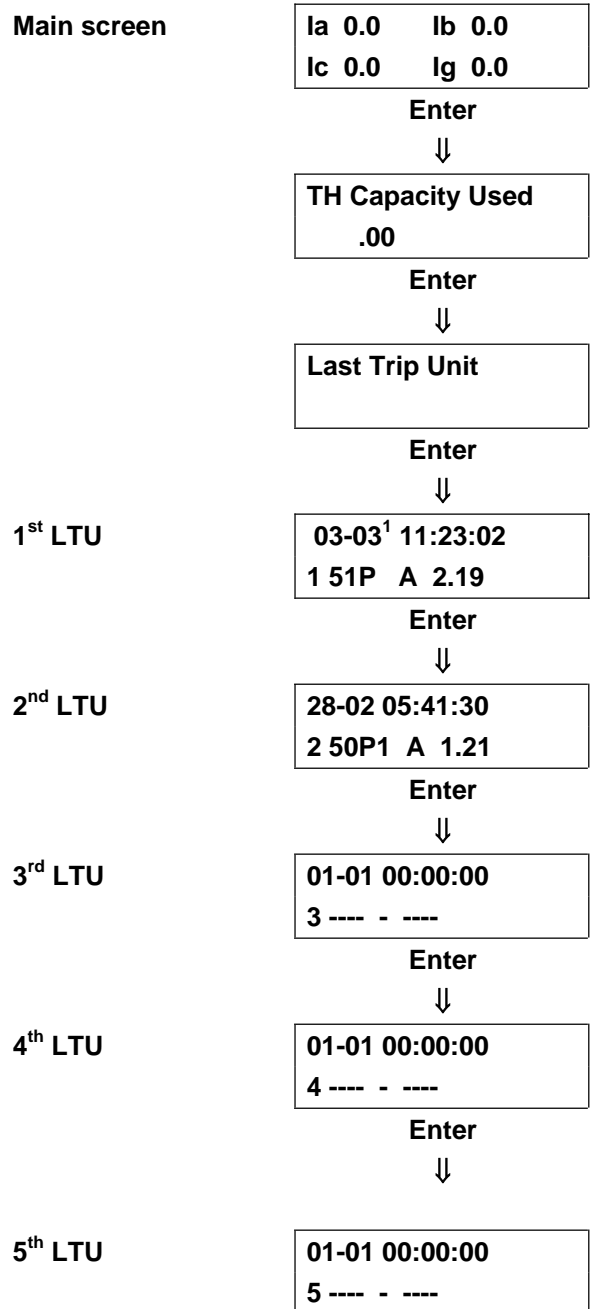 Main screen
Ia 0.0 Ib 0.0
Ic 0.0 Ig 0.0
Enter
⇓
TH Capacity Used
.00
Enter
⇓
Last Trip Unit
Enter
⇓
1st LTU
03-03¹ 11:23:02
1 51P A 2.19
Enter
⇓
2nd LTU
28-02 05:41:30
2 50P1 A 1.21
Enter
⇓
3rd LTU
01-01 00:00:00
3 ---- - ----
Enter
⇓
4th LTU
01-01 00:00:00
4 ---- - ----
Enter
⇓
5th LTU
01-01 00:00:00
5 ---- - ----